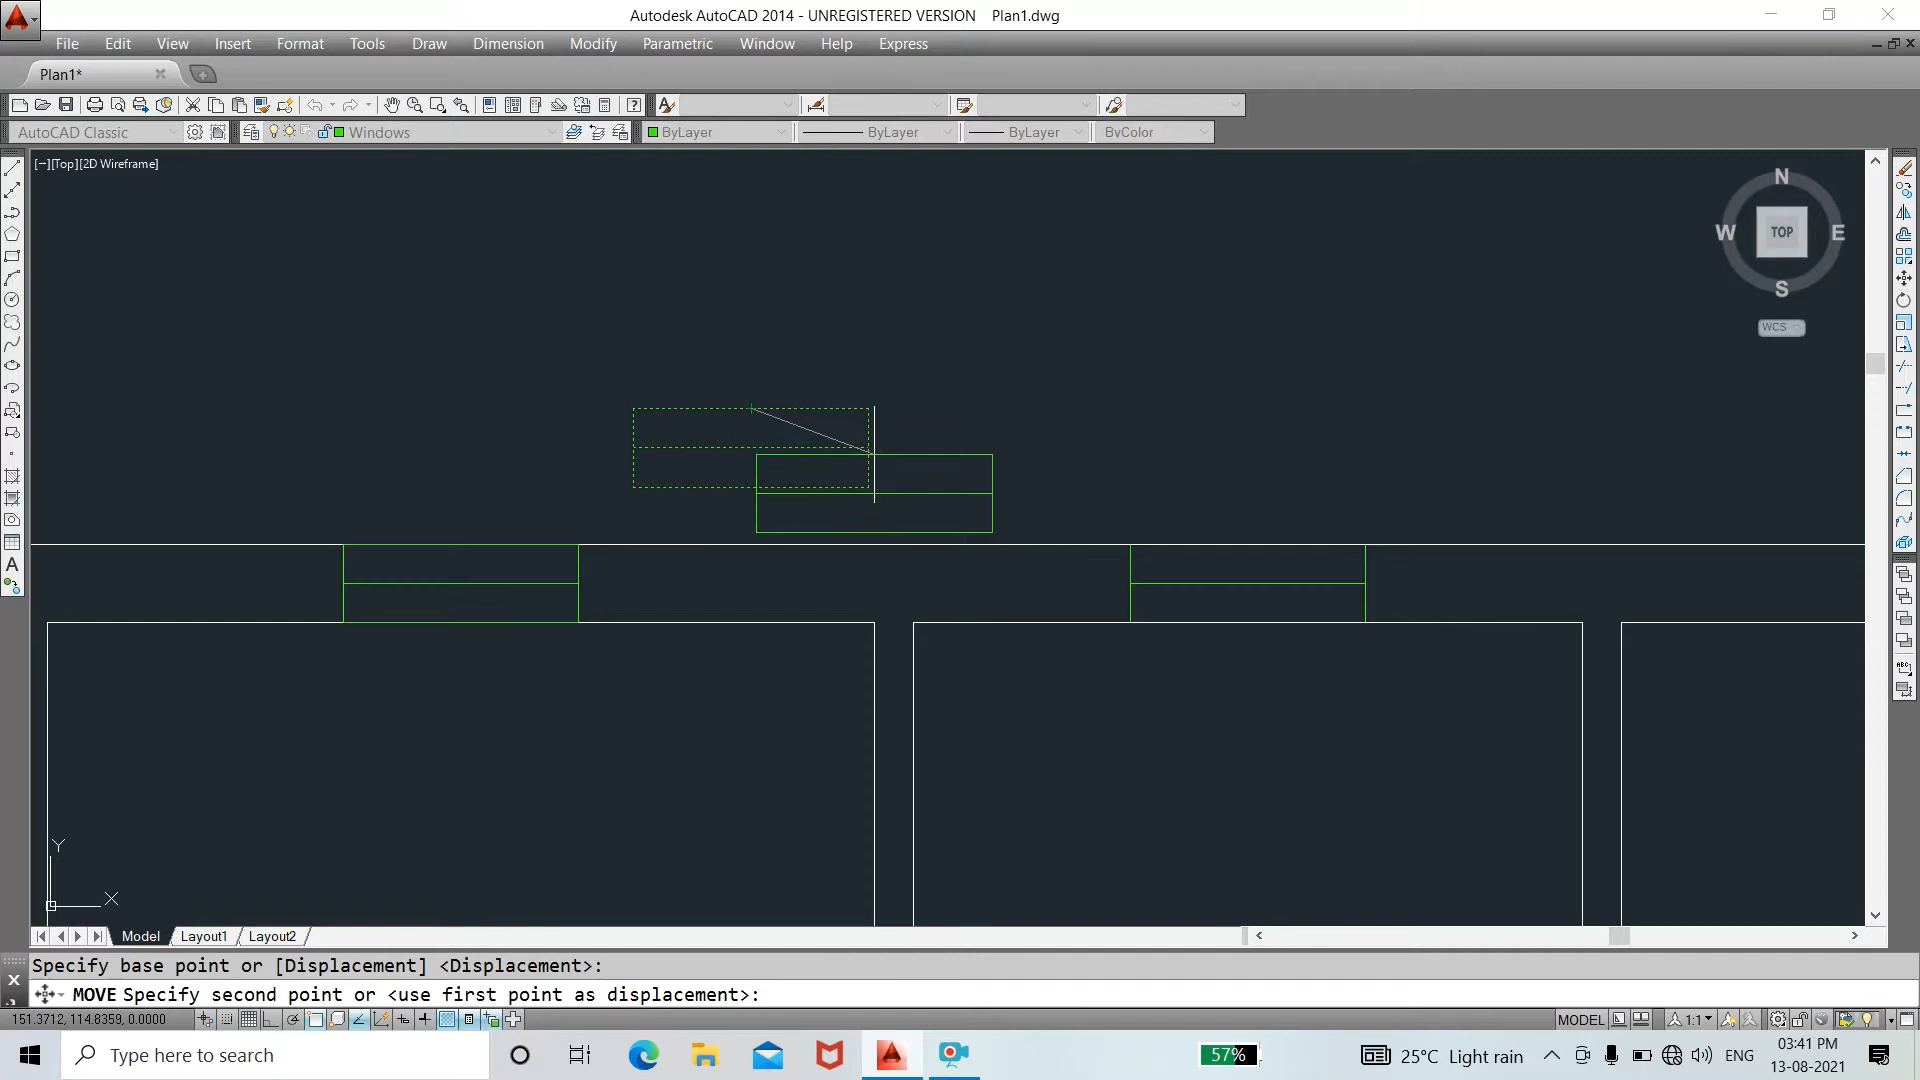 Autodesk AutoCAD 2014 - UNREGISTERED VERSION Plan1.dwg
File Edit View Insert Format Tools Draw Dimension Modify Parametric Window Help Express
Plan1*
AutoCAD Classic Windows ByLayer ByLayer ByLayer ByColor
[−][Top][2D Wireframe]
N
W TOP E
S
WCS
Y
X
Model Layout1 Layout2
Specify base point or [Displacement] <Displacement>:
MOVE Specify second point or <use first point as displacement>:
151.3712, 114.8359, 0.0000 MODEL 1:1
Type here to search 57% 25°C Light rain ENG 03:41 PM
13-08-2021